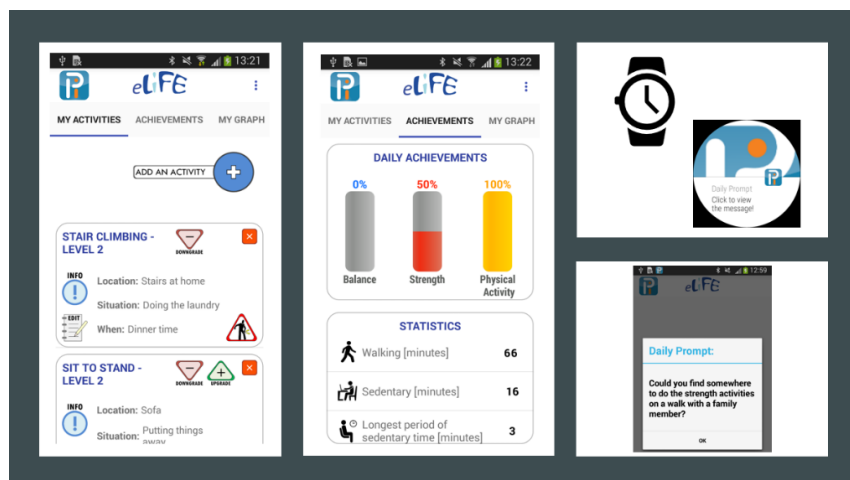 13:21
eLiFE
MY ACTIVITIES ACHIEVEMENTS MY GRAPH
ADD AN ACTIVITY +
STAIR CLIMBING -
LEVEL 2
DOWNGRADE
INFO
Location: Stairs at home
Situation: Doing the laundry
EDIT
When: Dinner time
SIT TO STAND -
LEVEL 2
DOWNGRADE UPGRADE
INFO
Location: Sofa
Situation: Putting things
away
13:22
eLiFE
MY ACTIVITIES ACHIEVEMENTS MY GRAPH
DAILY ACHIEVEMENTS
0% 50% 100%
Balance Strength Physical
Activity
STATISTICS
Walking [minutes] 66
Sedentary [minutes] 16
Longest period of
sedentary time [minutes] 3
Daily Prompt
Click to view
the message!
12:59
eLiFE
Daily Prompt:
Could you find somewhere
to do the strength activities
on a walk with a family
member?
OK